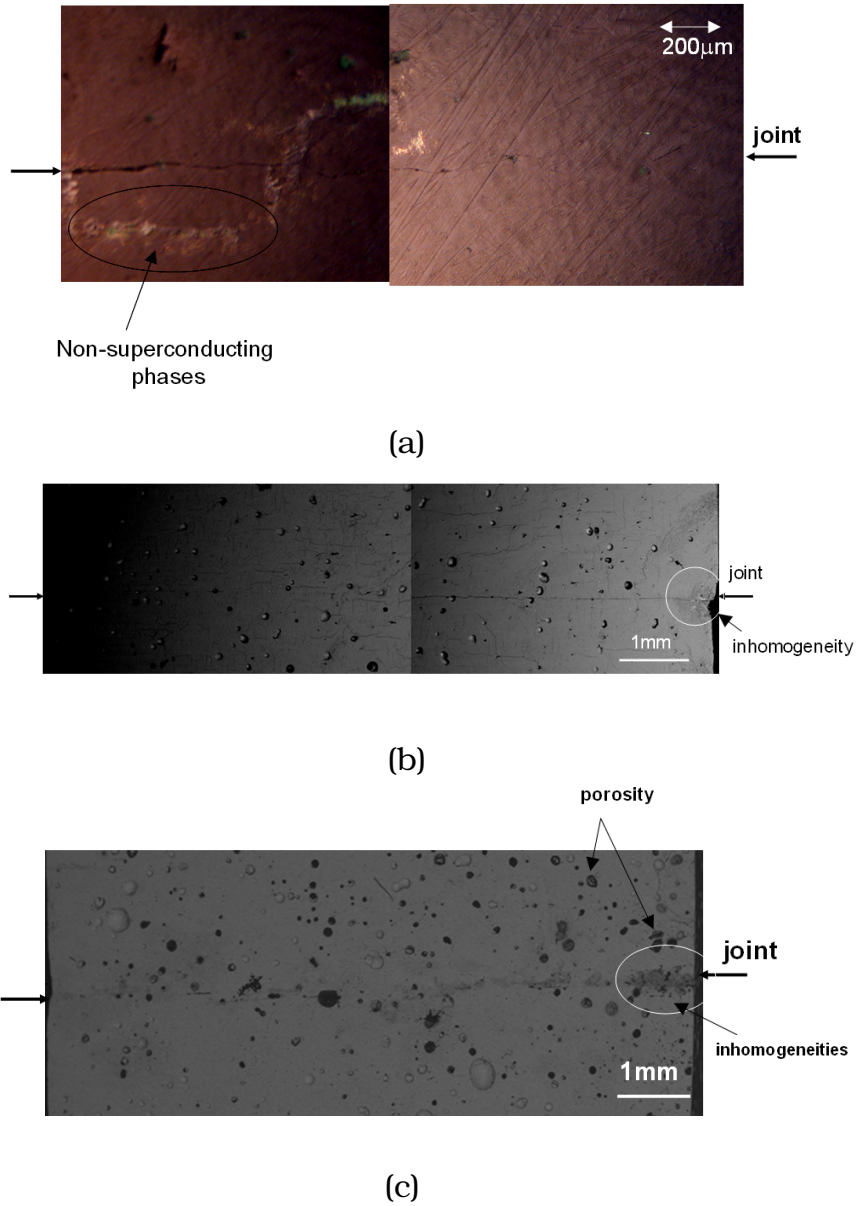 200μm
joint
Non-superconducting
phases
(a)
joint
inhomogeneity
1mm
(b)
porosity
joint
inhomogeneities
1mm
(c)